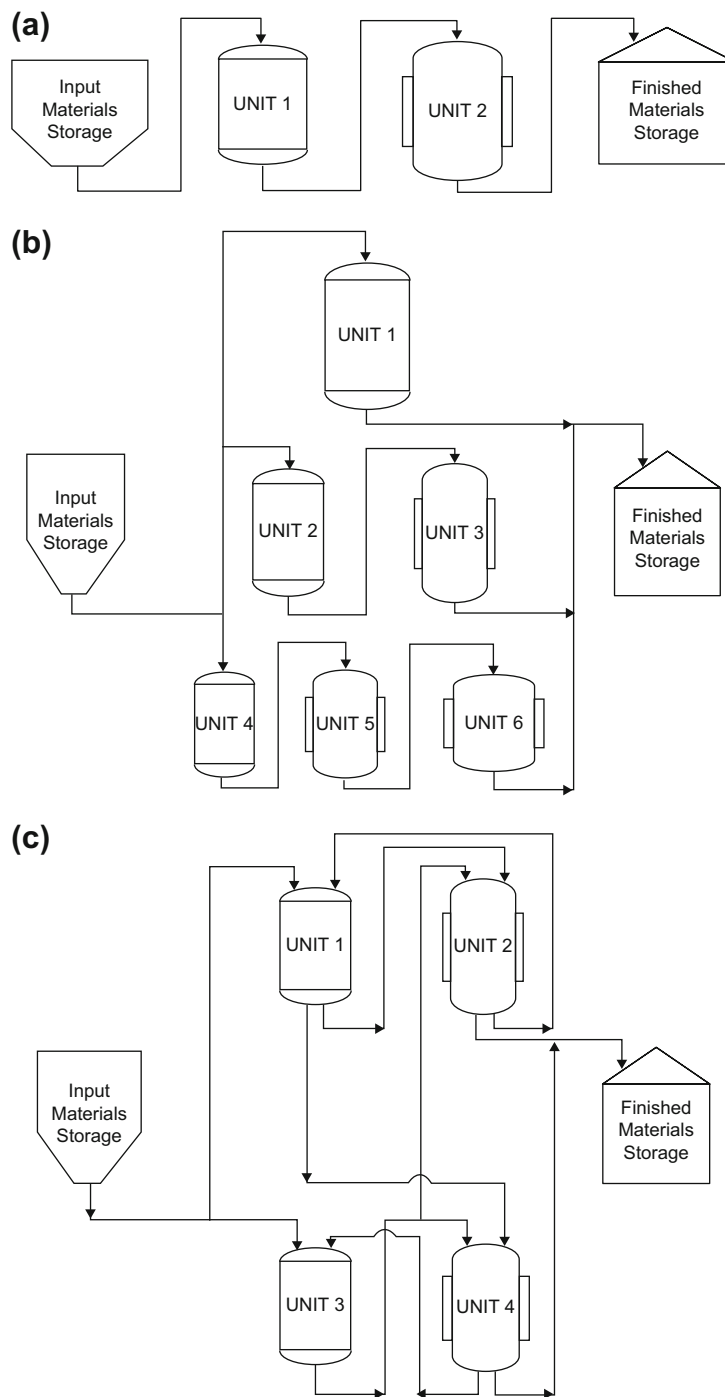 (a)
Input
Materials
Storage
UNIT 1
UNIT 2
Finished
Materials
Storage
(b)
UNIT 1
Input
Materials
Storage
UNIT 2
UNIT 3
Finished
Materials
Storage
UNIT 4
UNIT 5
UNIT 6
(c)
UNIT 1
UNIT 2
Input
Materials
Storage
Finished
Materials
Storage
UNIT 3
UNIT 4